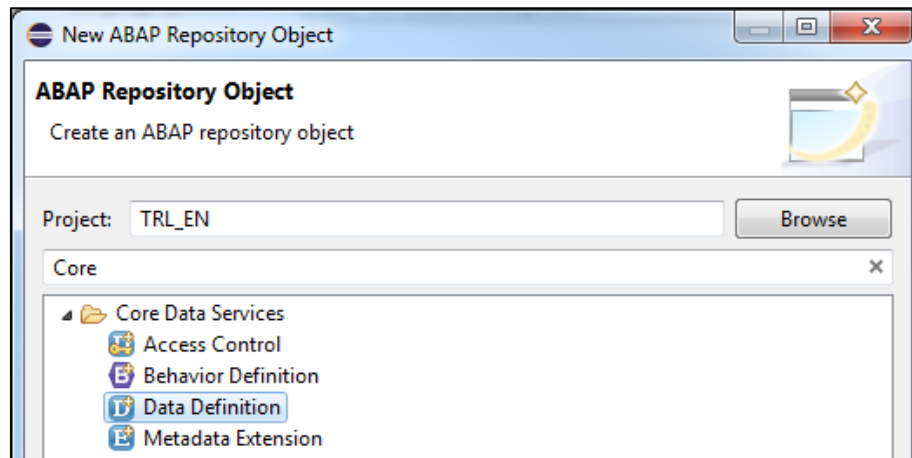 New ABAP Repository Object
ABAP Repository Object
Create an ABAP repository object
Project: TRL_EN Browse
Core
Core Data Services
Access Control
Behavior Definition
Data Definition
Metadata Extension